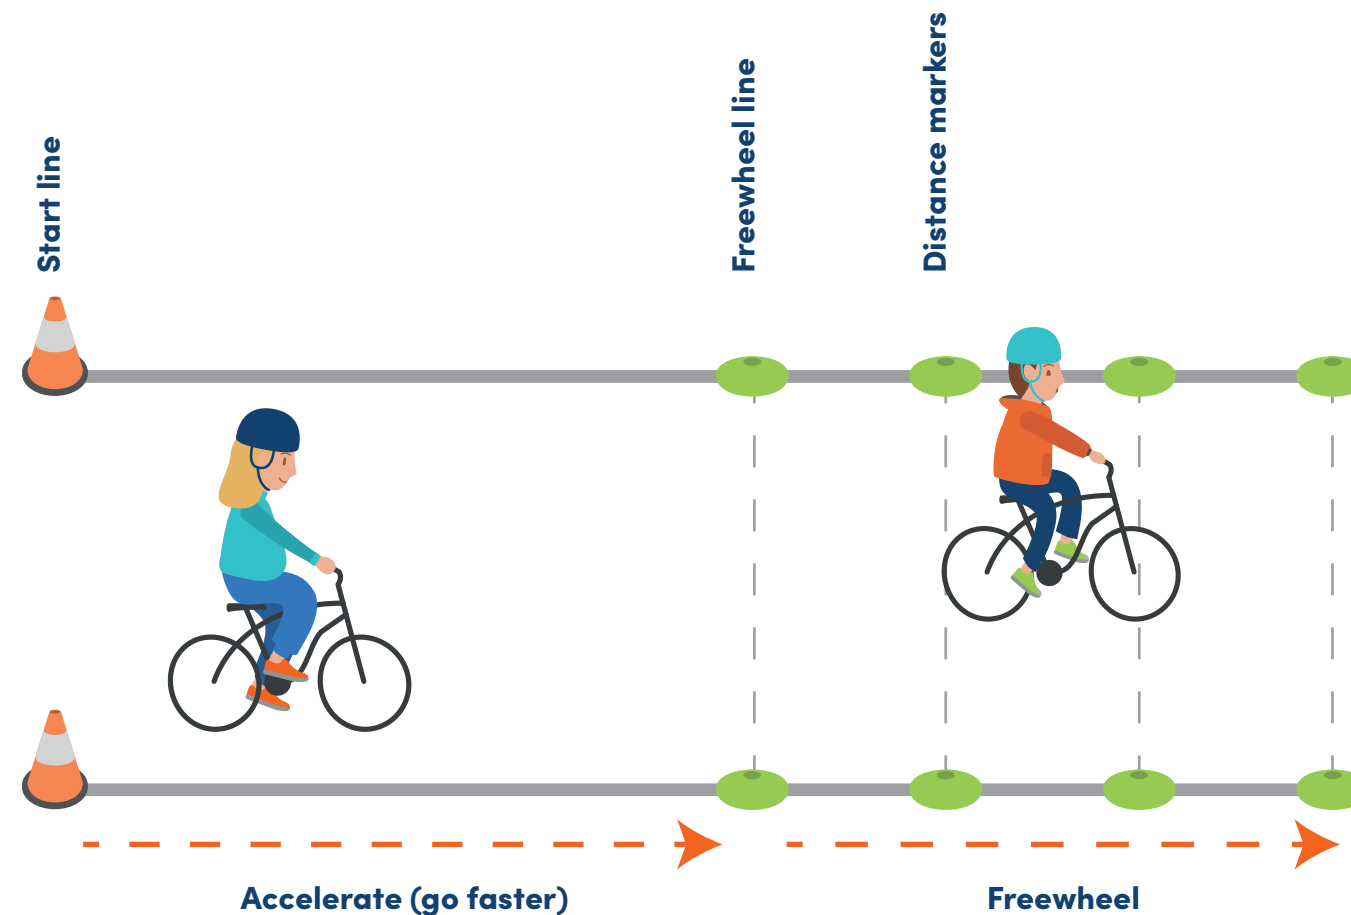 Start line
Freewheel line
Distance markers
Accelerate (go faster)
Freewheel